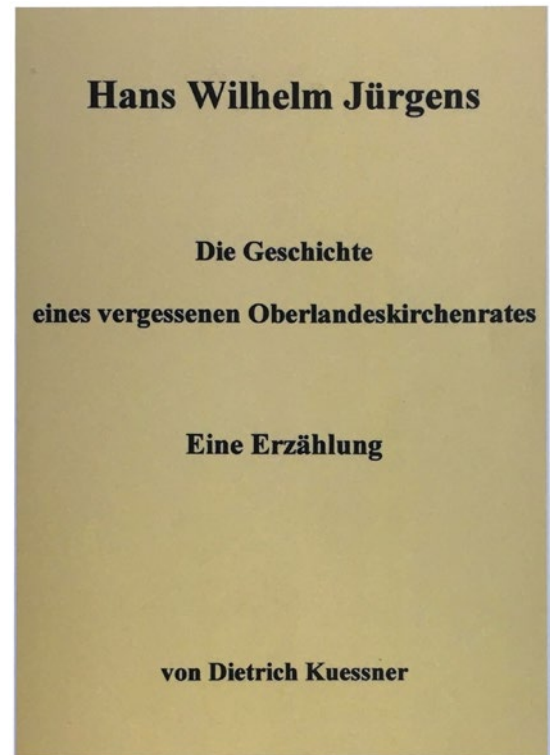 Hans Wilhelm Jürgens
Die Geschichte
eines vergessenen Oberlandeskirchenrates
Eine Erzählung
von Dietrich Kuessner